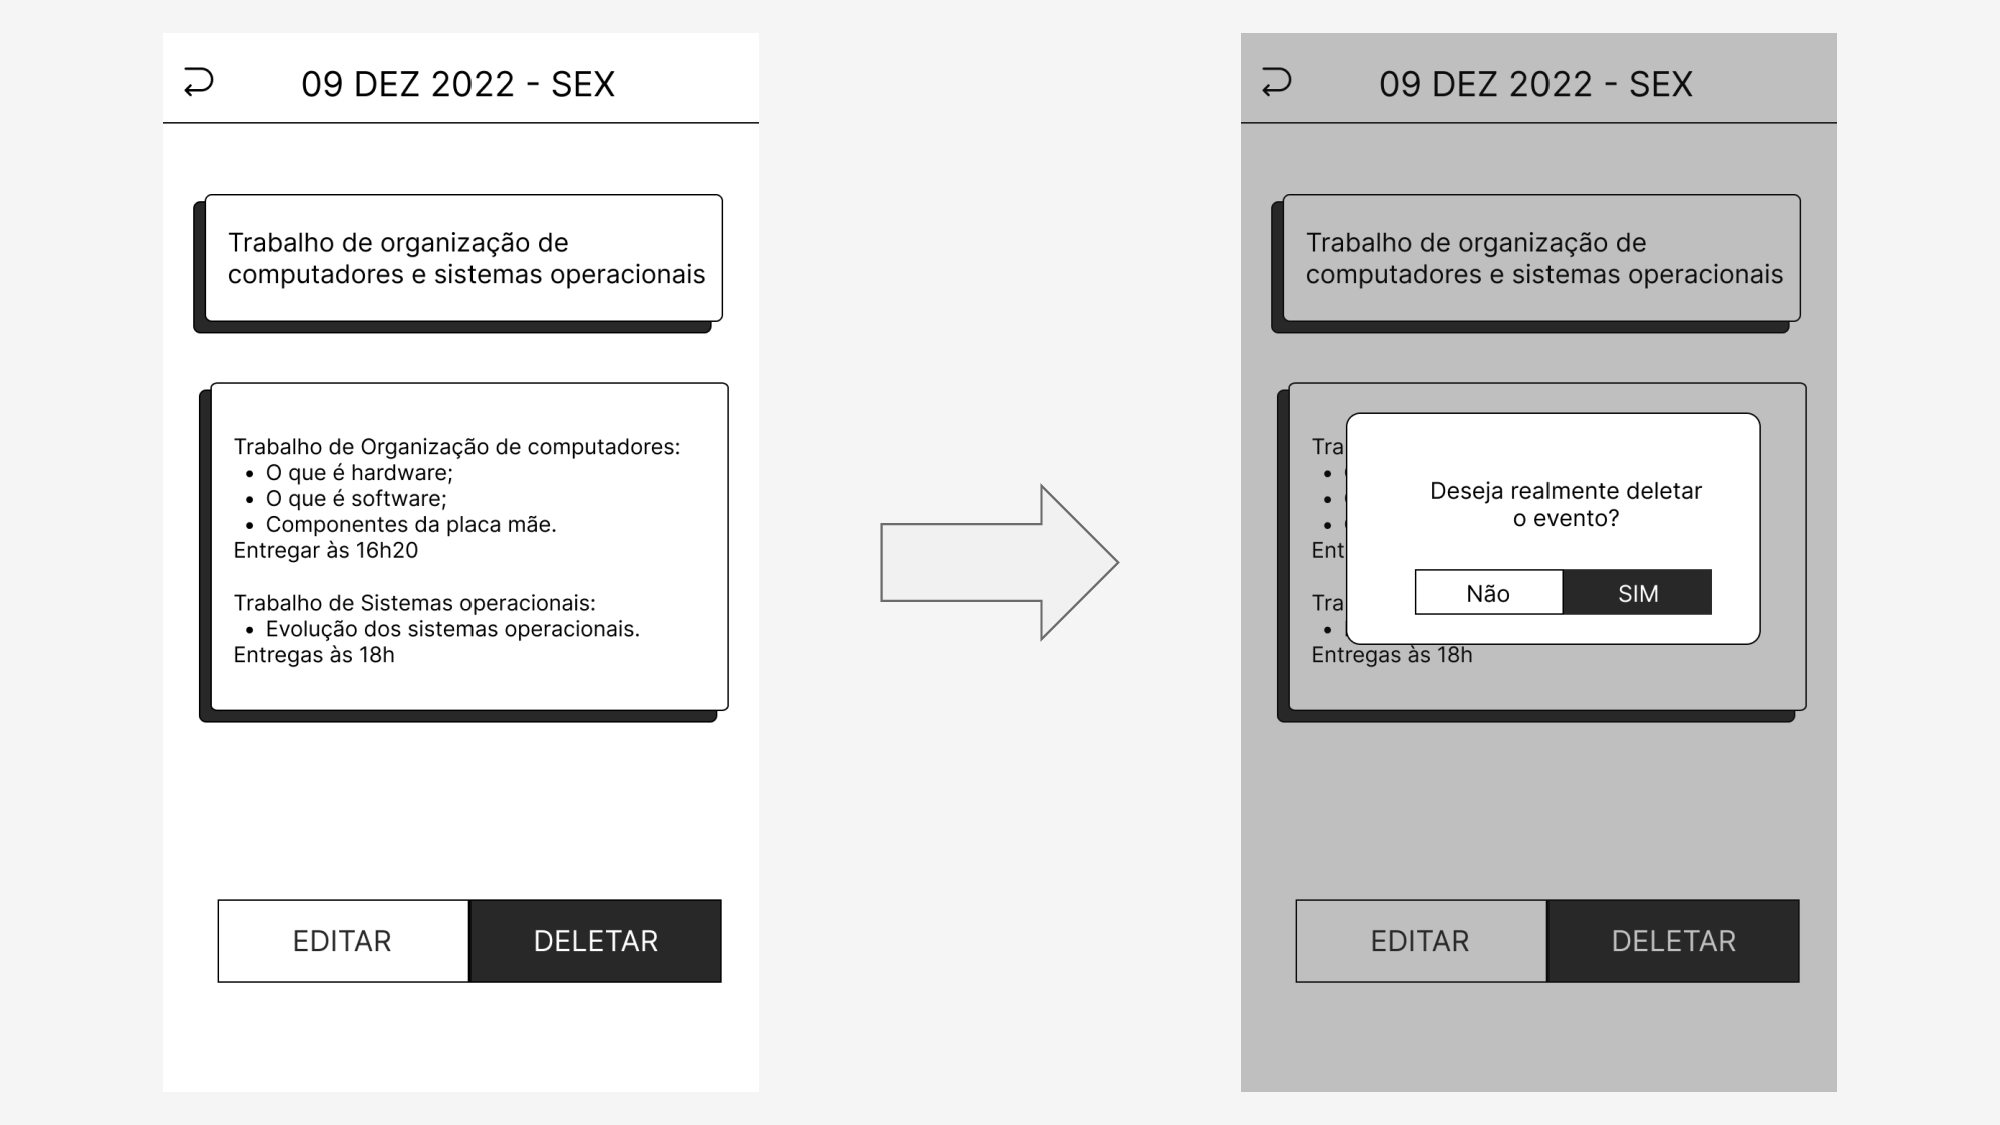 09 DEZ 2022 - SEX
Trabalho de organização de
computadores e sistemas operacionais
Trabalho de Organização de computadores:
• O que é hardware;
• O que é software;
• Componentes da placa mãe.
Entregar às 16h20
Trabalho de Sistemas operacionais:
• Evolução dos sistemas operacionais.
Entregas às 18h
EDITAR
DELETAR
09 DEZ 2022 - SEX
Trabalho de organização de
computadores e sistemas operacionais
Tra
Ent
Tra
Deseja realmente deletar
o evento?
Não
SIM
Entregas às 18h
EDITAR
DELETAR